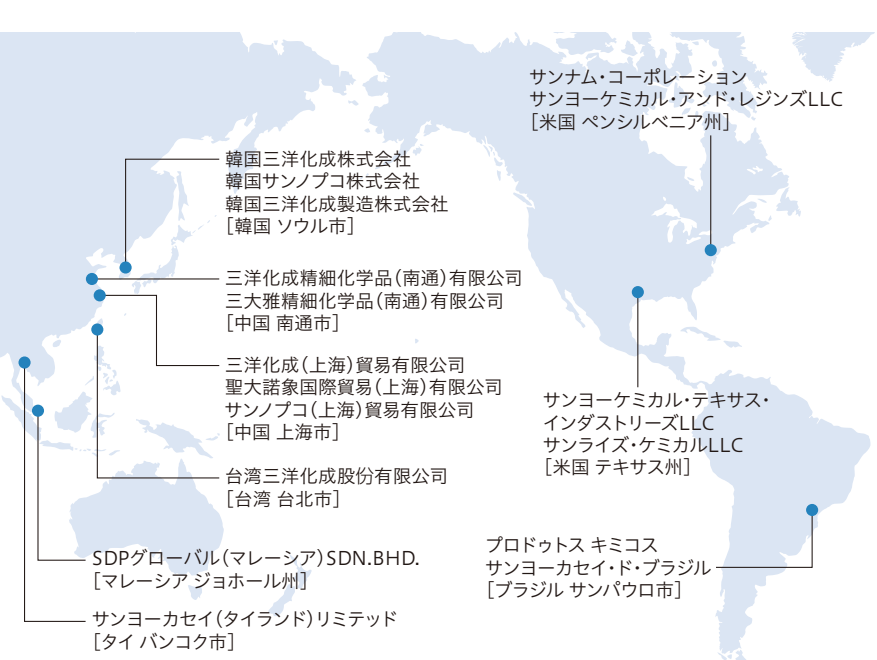 サンナム・コーポレーション
サンヨーケミカル・アンド・レジンズLLC
［米国 ペンシルベニア州］
韓国三洋化成株式会社
韓国サンノプコ株式会社
韓国三洋化成製造株式会社
［韓国 ソウル市］
三洋化成精細化学品（南通）有限公司
三大雅精細化学品（南通）有限公司
［中国 南通市］
三洋化成（上海）貿易有限公司
聖大諾象国際貿易（上海）有限公司
サンノプコ（上海）貿易有限公司
［中国 上海市］
サンヨーケミカル・テキサス・
インダストリーズLLC
サンライズ・ケミカルLLC
［米国 テキサス州］
台湾三洋化成股份有限公司
［台湾 台北市］
SDPグローバル（マレーシア）SDN.BHD.
［マレーシア ジョホール州］
プロドゥトス キミコス
サンヨーカセイ・ド・ブラジル
［ブラジル サンパウロ市］
サンヨーカセイ（タイランド）リミテッド
［タイ バンコク市］